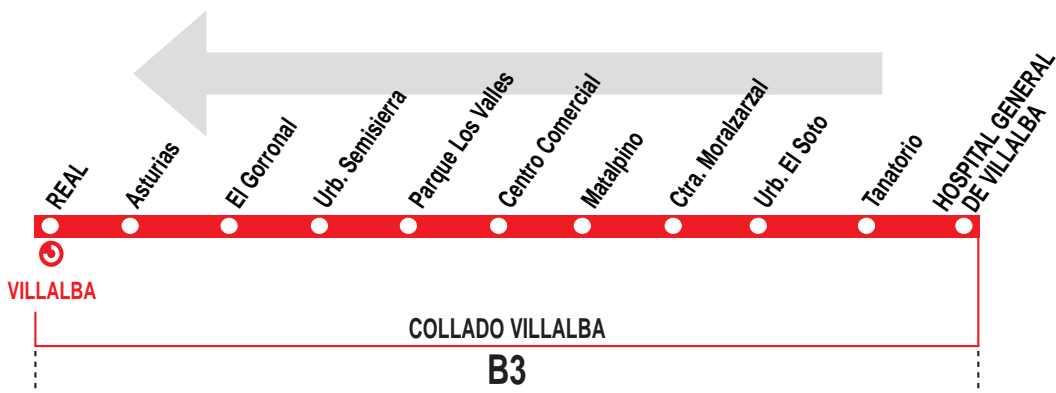 REAL
Asturias
El Gorronal
Urb. Semisierra
Parque Los Valles
Centro Comercial
Matalpino
Ctra. Moralzarzal
Urb. El Soto
Tanatorio
HOSPITAL GENERAL
DE VILLALBA
VILLALBA
COLLADO VILLALBA
B3